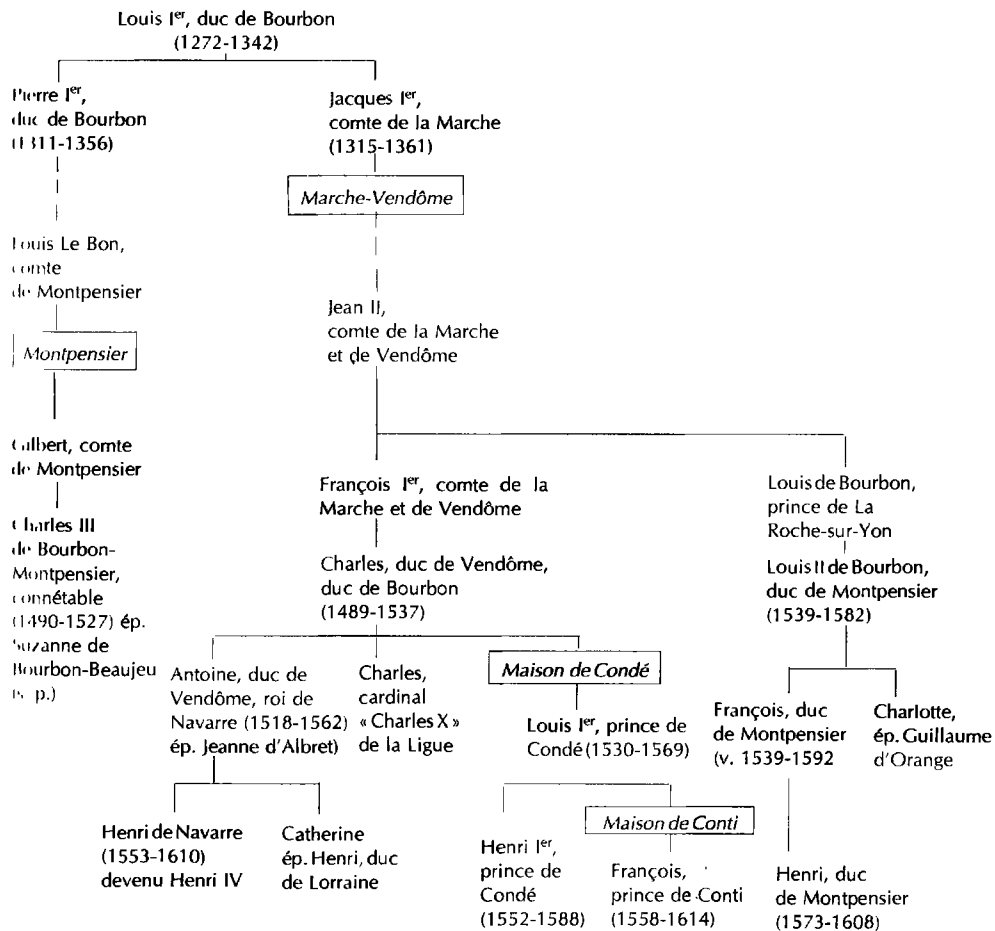 Louis Ier, duc de Bourbon
(1272-1342)
Pierre Ier,
duc de Bourbon
(1311-1356)
Jacques Ier,
comte de la Marche
(1315-1361)
Marche-Vendôme
Louis Le Bon,
comte
de Montpensier
Jean II,
comte de la Marche
et de Vendôme
Montpensier
Gilbert, comte
de Montpensier
François Ier, comte de la
Marche et de Vendôme
Louis de Bourbon,
prince de La
Roche-sur-Yon
Charles III
de Bourbon-
Montpensier,
connétable
(1490-1527) ép.
Suzanne de
Bourbon-Beaujeu
(s. p.)
Charles, duc de Vendôme,
duc de Bourbon
(1489-1537)
Louis II de Bourbon,
duc de Montpensier
(1539-1582)
Antoine, duc de
Vendôme, roi de
Navarre (1518-1562)
ép. Jeanne d'Albret)
Charles,
cardinal
« Charles X »
de la Ligue
Maison de Condé
Louis Ier, prince de
Condé (1530-1569)
François, duc
de Montpensier
(v. 1539-1592
Charlotte,
ép. Guillaume
d'Orange
Henri de Navarre
(1553-1610)
devenu Henri IV
Catherine
ép. Henri, duc
de Lorraine
Henri Ier,
prince de
Condé
(1552-1588)
Maison de Conti
François,
prince de Conti
(1558-1614)
Henri, duc
de Montpensier
(1573-1608)